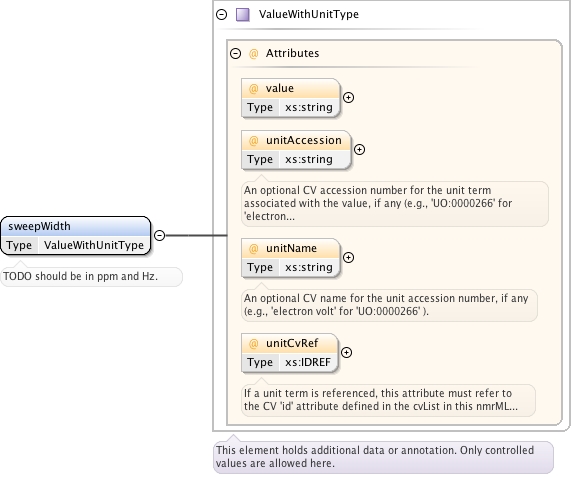 ValueWithUnitType
@ Attributes
@ value
Type xs:string
@ unitAccession
Type xs:string
An optional CV accession number for the unit term
associated with the value, if any (e.g., 'UO:0000266' for
'electron...
sweepWidth
Type ValueWithUnitType
TODO should be in ppm and Hz.
@ unitName
Type xs:string
An optional CV name for the unit accession number, if any
(e.g., 'electron volt' for 'UO:0000266' ).
@ unitCvRef
Type xs:IDREF
If a unit term is referenced, this attribute must refer to
the CV 'id' attribute defined in the cvList in this nmrML...
This element holds additional data or annotation. Only controlled
values are allowed here.